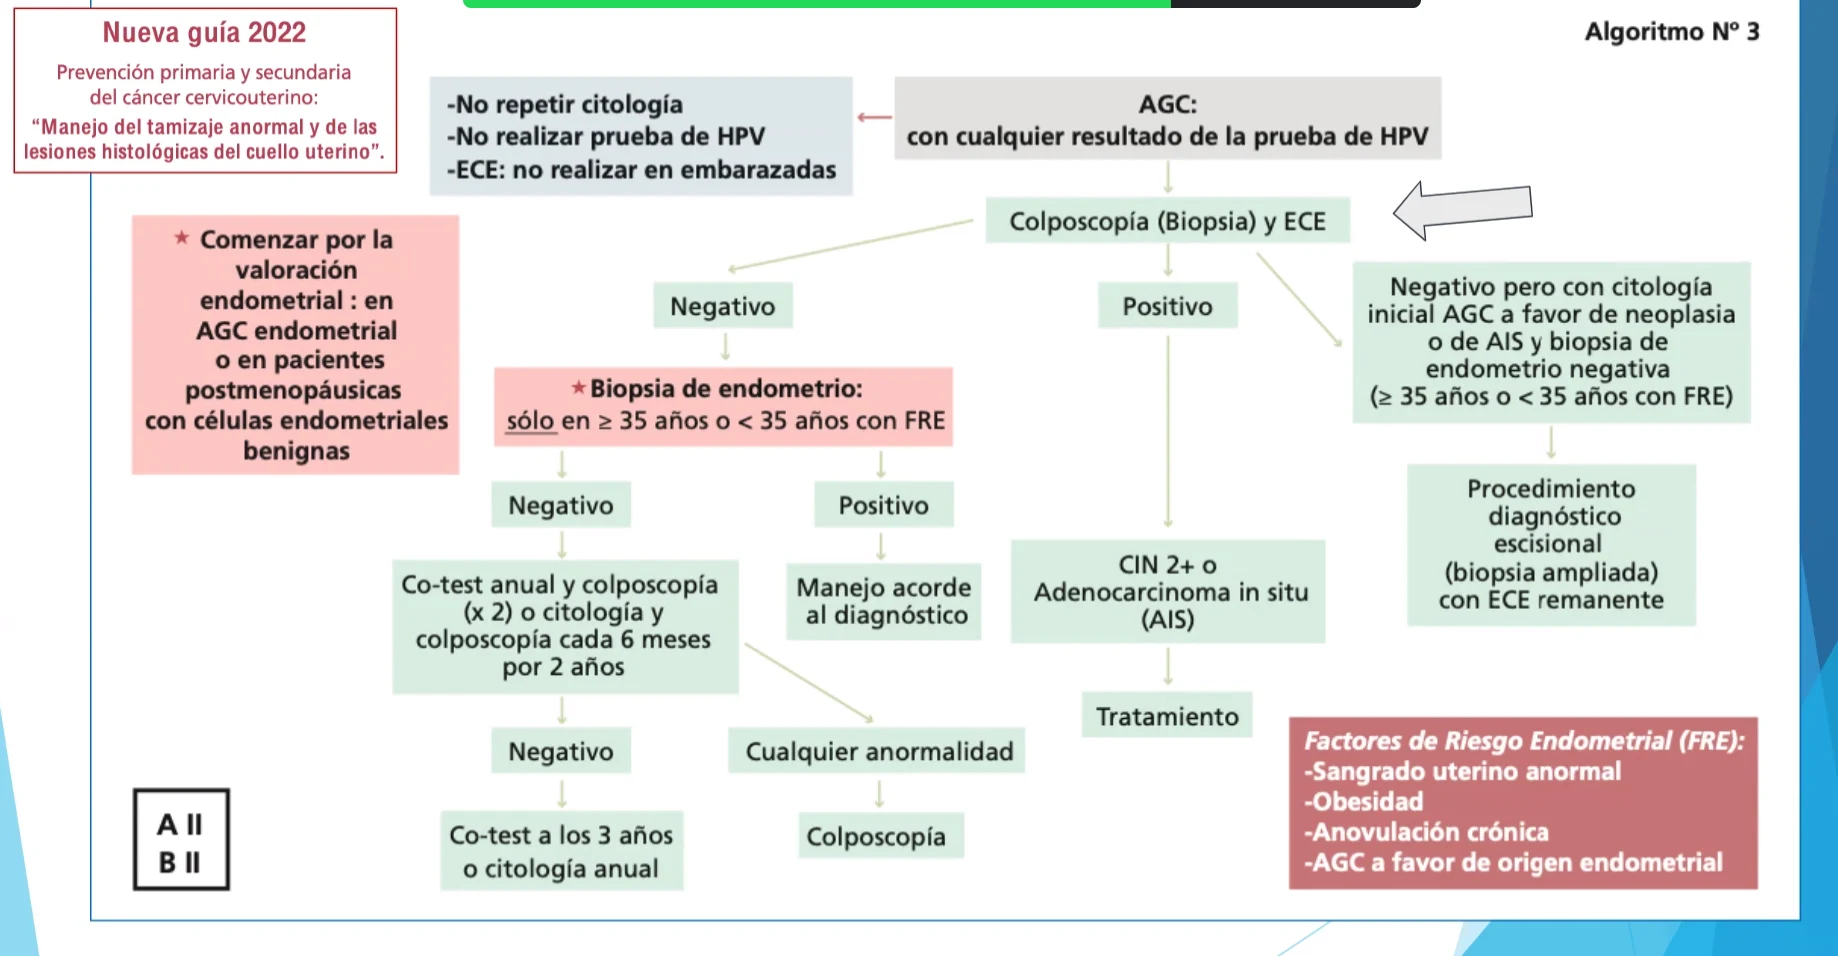 Nueva guía 2022
Prevención primaria y secundaria
del cáncer cervicouterino:
“Manejo del tamizaje anormal y de las
lesiones histológicas del cuello uterino”.
Algoritmo Nº 3
-No repetir citología
-No realizar prueba de HPV
-ECE: no realizar en embarazadas
AGC:
con cualquier resultado de la prueba de HPV
Colposcopía (Biopsia) y ECE
★ Comenzar por la
valoración
endometrial : en
AGC endometrial
o en pacientes
postmenopáusicas
con células endometriales
benignas
Negativo
Positivo
Negativo pero con citología
inicial AGC a favor de neoplasia
o de AIS y biopsia de
endometrio negativa
(≥ 35 años o < 35 años con FRE)
★ Biopsia de endometrio:
sólo en ≥ 35 años o < 35 años con FRE
Negativo
Positivo
Procedimiento
diagnóstico
escisional
(biopsia ampliada)
con ECE remanente
Co-test anual y colposcopía
(x 2) o citología y
colposcopía cada 6 meses
por 2 años
Manejo acorde
al diagnóstico
CIN 2+ o
Adenocarcinoma in situ
(AIS)
Tratamiento
Negativo
Cualquier anormalidad
Co-test a los 3 años
o citología anual
Colposcopía
Factores de Riesgo Endometrial (FRE):
-Sangrado uterino anormal
-Obesidad
-Anovulación crónica
-AGC a favor de origen endometrial
A II
B II